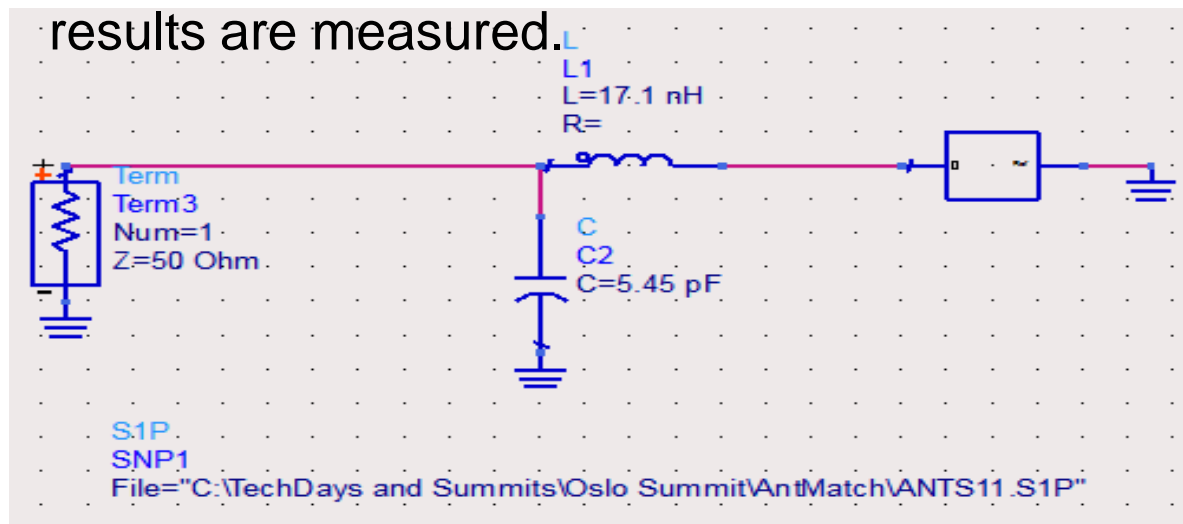 results are measured.
L
L1
L=17.1 nH
R=
Term
Term3
Num=1
Z=50 Ohm
C
C2
C=5.45 pF
S1P
SNP1
File="C:\TechDays and Summits\Oslo Summit\AntMatch\ANTS11.S1P"